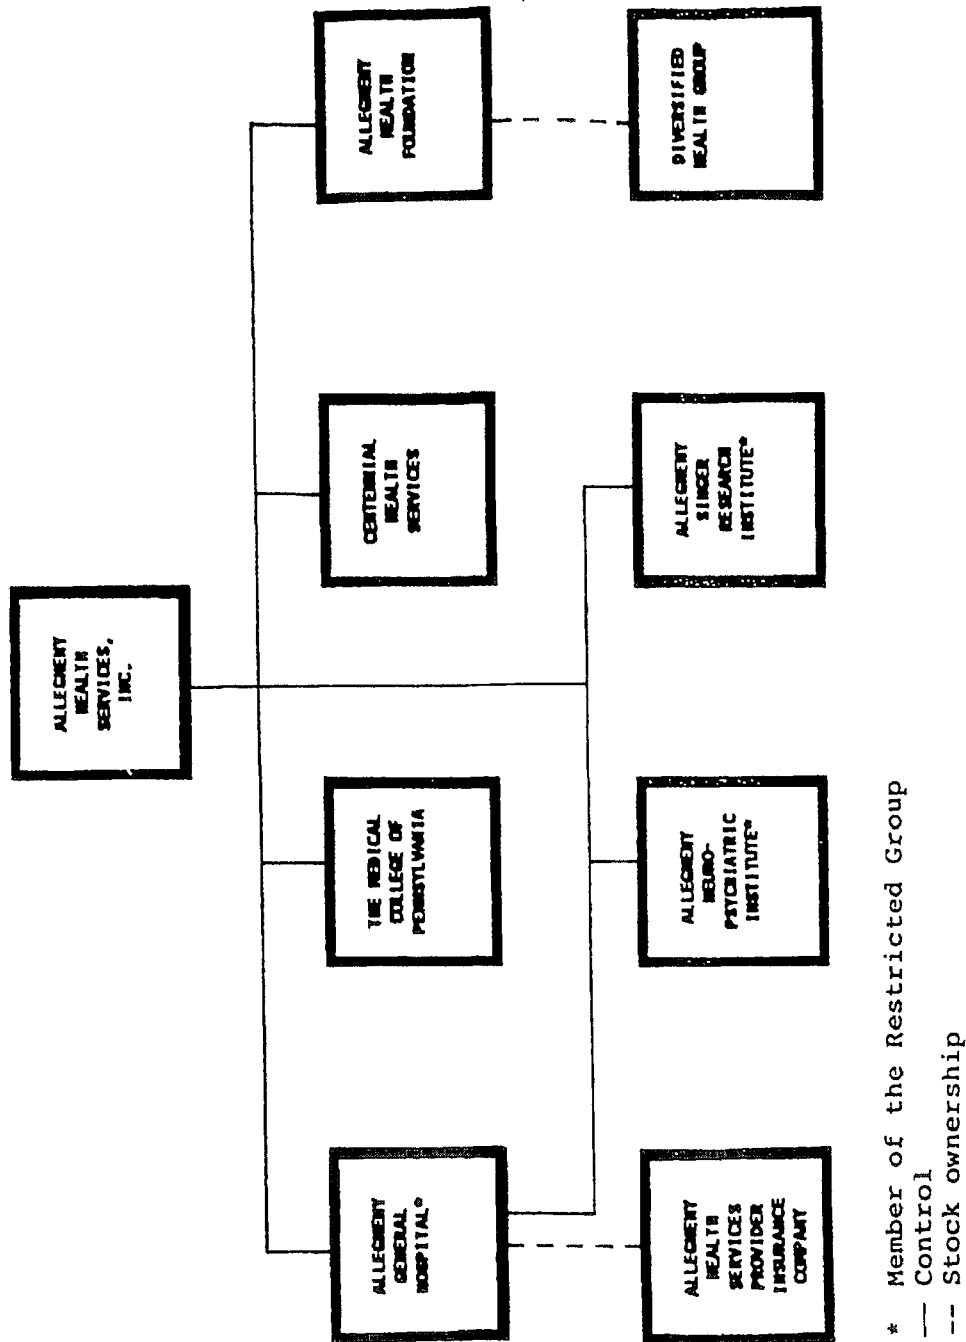 ALLEGHENY
HEALTH
SERVICES,
INC.
ALLEGHENY
GENERAL
HOSPITAL*
THE MEDICAL
COLLEGE OF
PENNSYLVANIA
CENTENNIAL
HEALTH
SERVICES
ALLEGHENY
HEALTH
FOUNDATION
ALLEGHENY
HEALTH
SERVICES
PROVIDER
INSURANCE
COMPANY
ALLEGHENY
NEURO-
PSYCHIATRIC
INSTITUTE*
ALLEGHENY
SINGER
RESEARCH
INSTITUTE*
DIVERSIFIED
HEALTH GROUP
* Member of the Restricted Group
— Control
-- Stock ownership